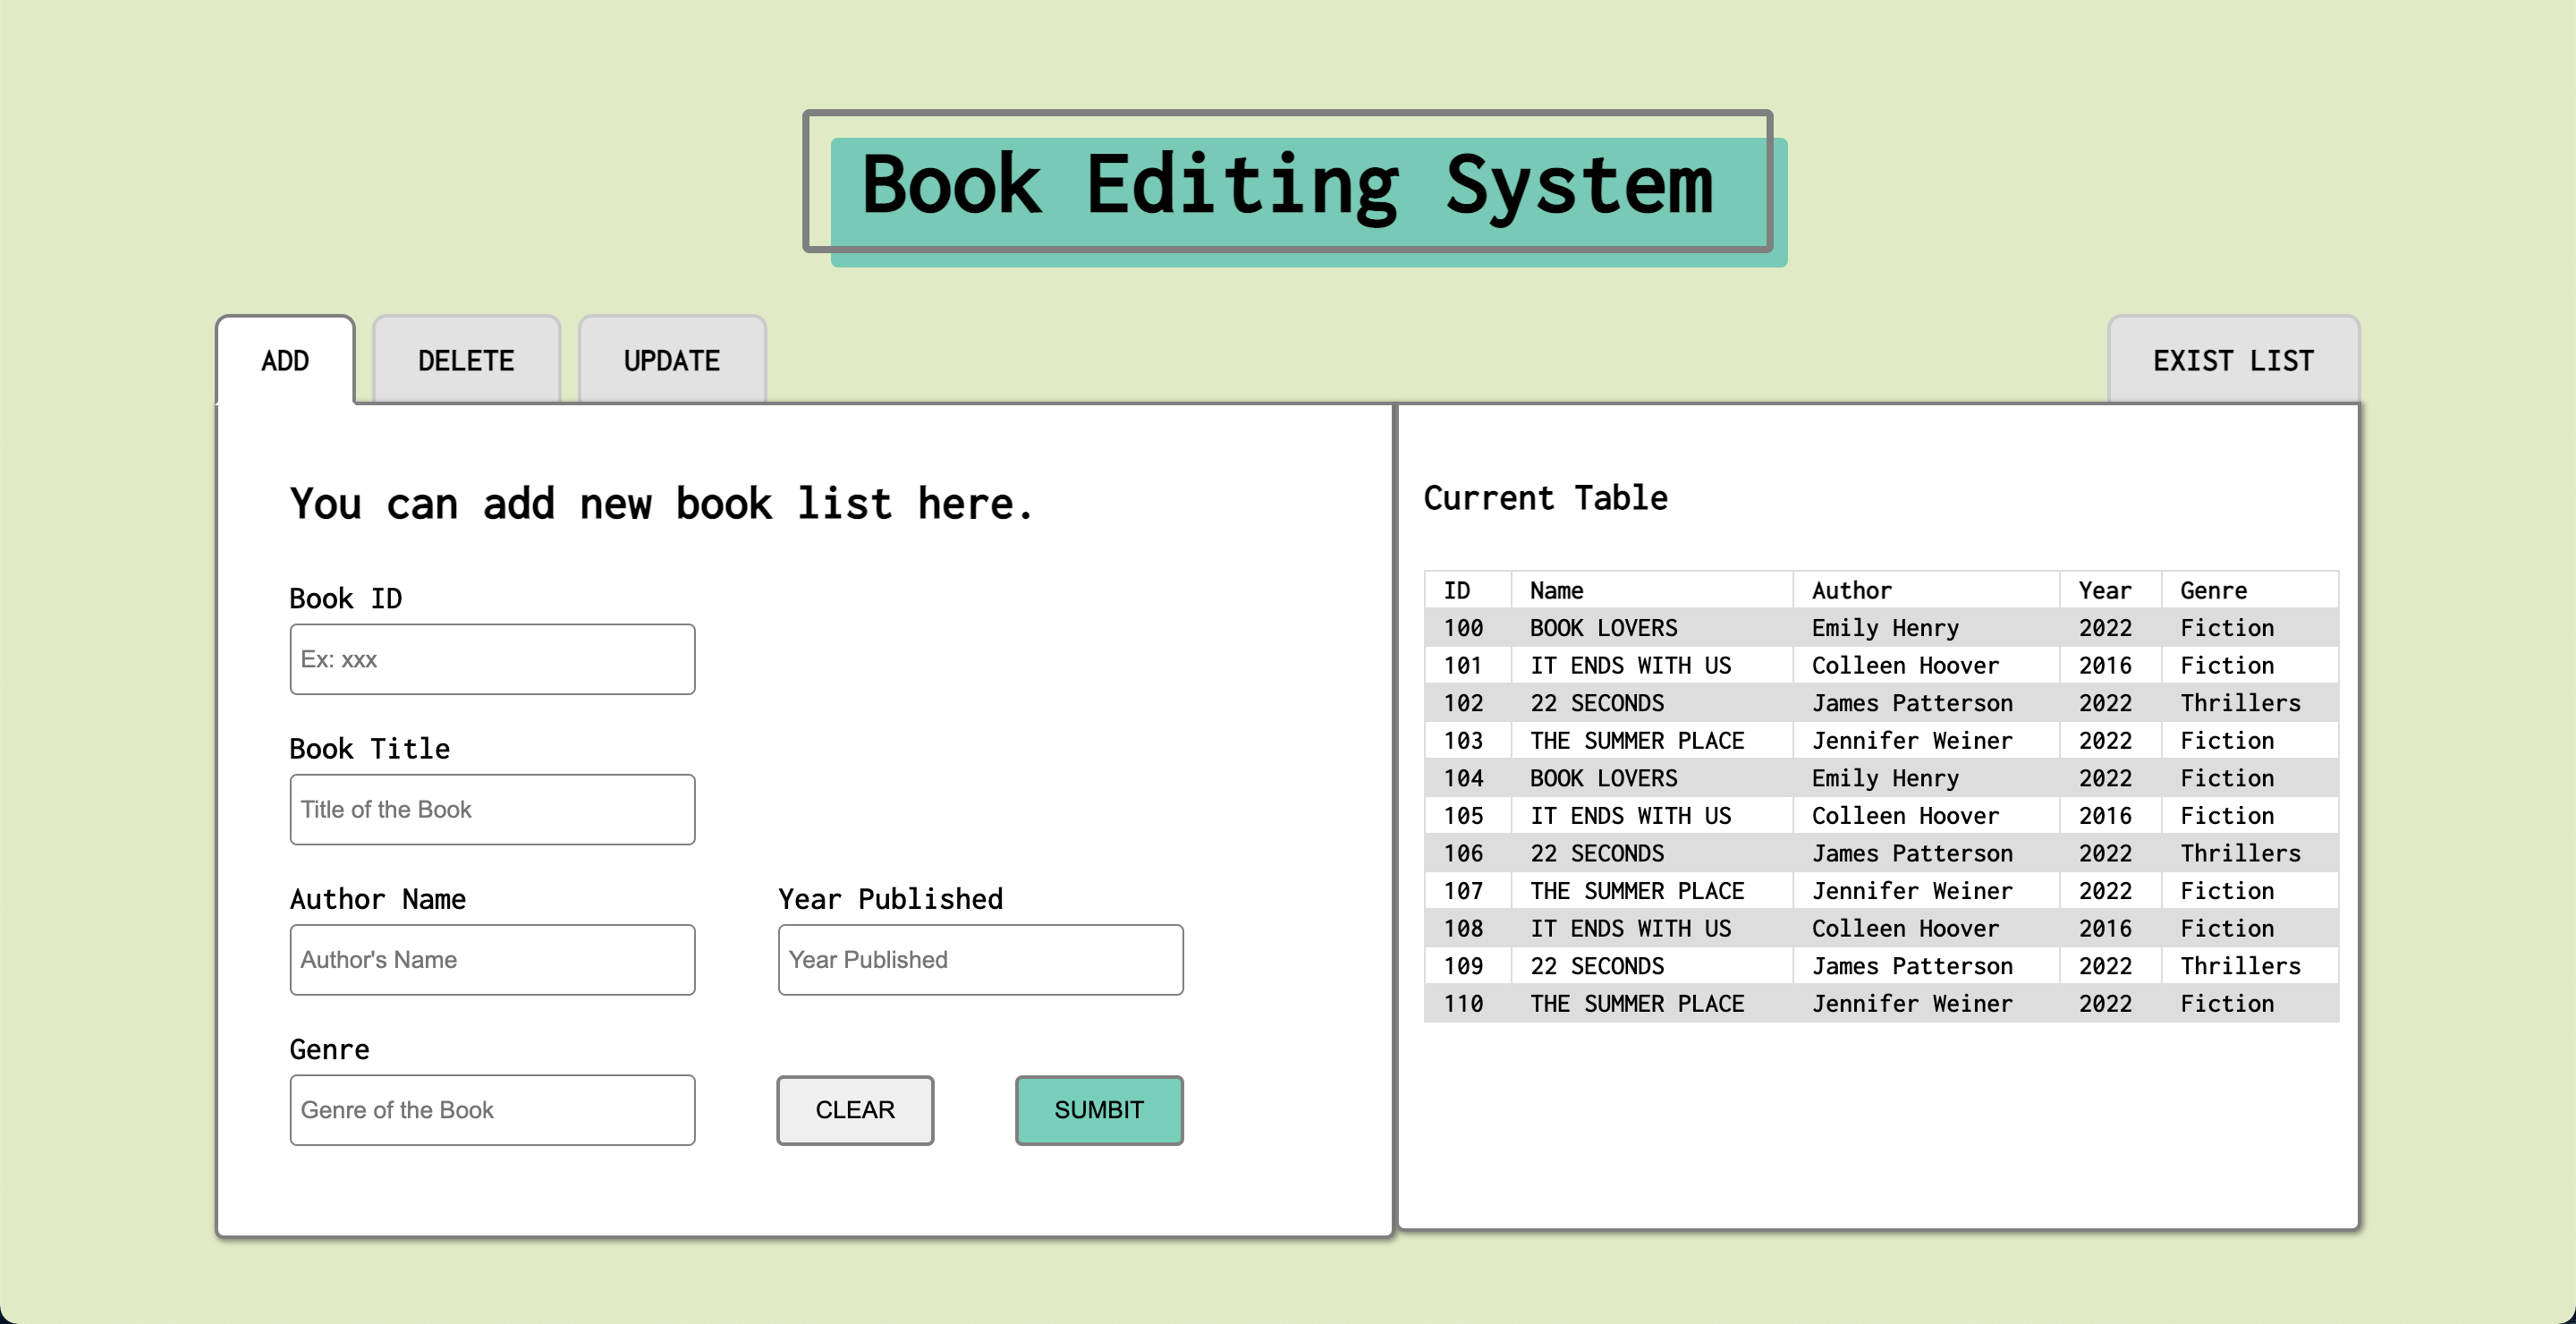 Book Editing System
ADD DELETE UPDATE EXIST LIST
You can add new book list here.
Book ID
Ex: xxx
Book Title
Title of the Book
Author Name Year Published
Author's Name Year Published
Genre
Genre of the Book CLEAR SUMBIT
Current Table
ID Name Author Year Genre
100 BOOK LOVERS Emily Henry 2022 Fiction
101 IT ENDS WITH US Colleen Hoover 2016 Fiction
102 22 SECONDS James Patterson 2022 Thrillers
103 THE SUMMER PLACE Jennifer Weiner 2022 Fiction
104 BOOK LOVERS Emily Henry 2022 Fiction
105 IT ENDS WITH US Colleen Hoover 2016 Fiction
106 22 SECONDS James Patterson 2022 Thrillers
107 THE SUMMER PLACE Jennifer Weiner 2022 Fiction
108 IT ENDS WITH US Colleen Hoover 2016 Fiction
109 22 SECONDS James Patterson 2022 Thrillers
110 THE SUMMER PLACE Jennifer Weiner 2022 Fiction